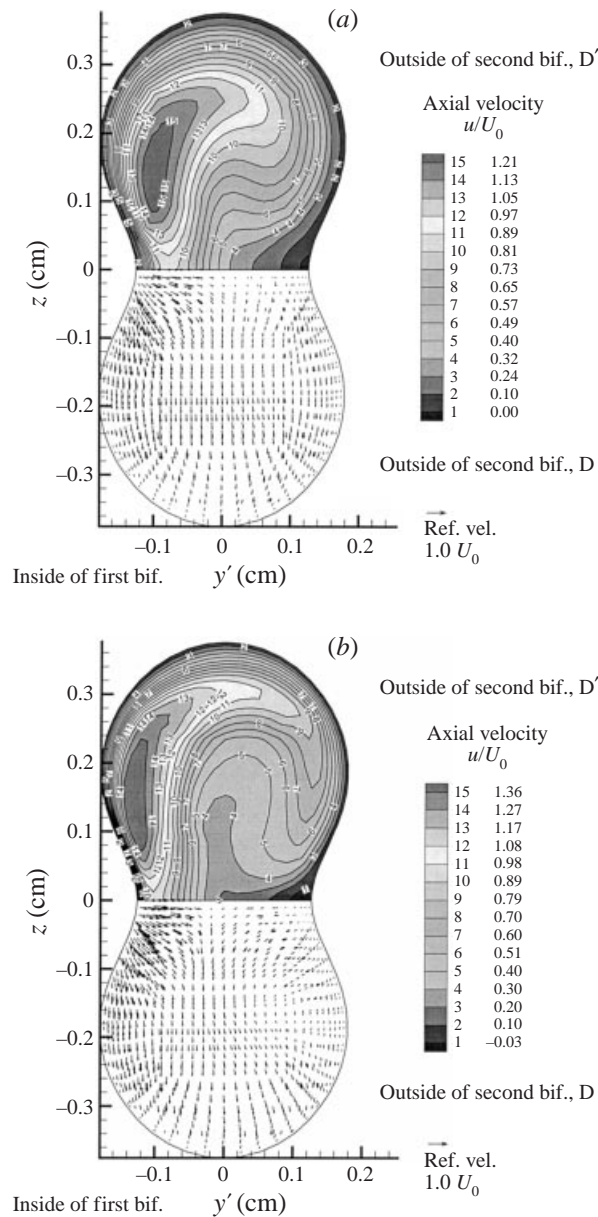 (a)
Outside of second bif., D′
Axial velocity
u/U0
15 1.21
14 1.13
13 1.05
12 0.97
11 0.89
10 0.81
9 0.73
8 0.65
7 0.57
6 0.49
5 0.40
4 0.32
3 0.24
2 0.10
1 0.00
z (cm)
0.3
0.2
0.1
0
–0.1
–0.2
–0.3
Outside of second bif., D
Ref. vel.
1.0 U0
–0.1 0 0.1 0.2
Inside of first bif. y′ (cm)
(b)
Outside of second bif., D′
Axial velocity
u/U0
15 1.36
14 1.27
13 1.17
12 1.08
11 0.98
10 0.89
9 0.79
8 0.70
7 0.60
6 0.51
5 0.40
4 0.30
3 0.20
2 0.10
1 –0.03
z (cm)
0.3
0.2
0.1
0
–0.1
–0.2
–0.3
Outside of second bif., D
Ref. vel.
1.0 U0
–0.1 0 0.1 0.2
Inside of first bif. y′ (cm)